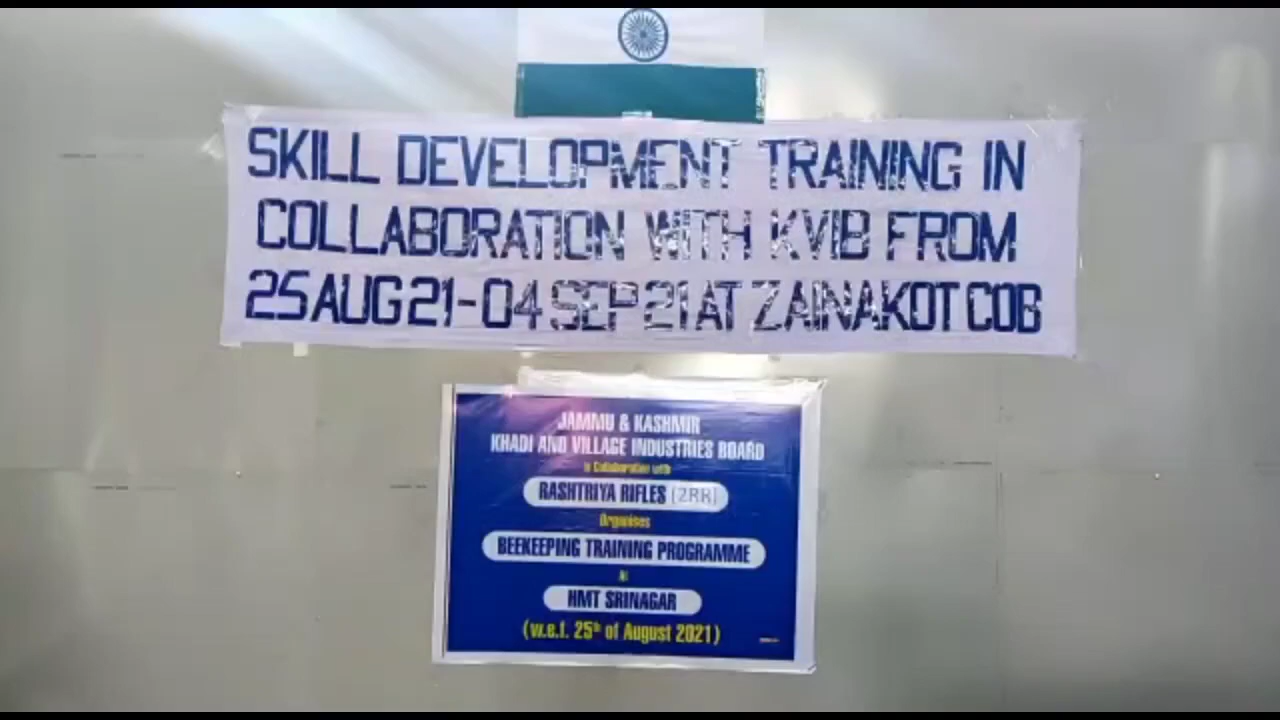 SKILL DEVELOPMENT TRAINING IN
COLLABORATION WITH KVIB FROM
25 AUG 21-04 SEP 21 AT ZAINAKOT COB
JAMMU & KASHMIR
KHADI AND VILLAGE INDUSTRIES BOARD
In Collaboration with
RASHTRIYA RIFLES (2RR)
Organises
BEEKEEPING TRAINING PROGRAMME
At
HMT SRINAGAR
(w.e.f. 25th of August 2021)